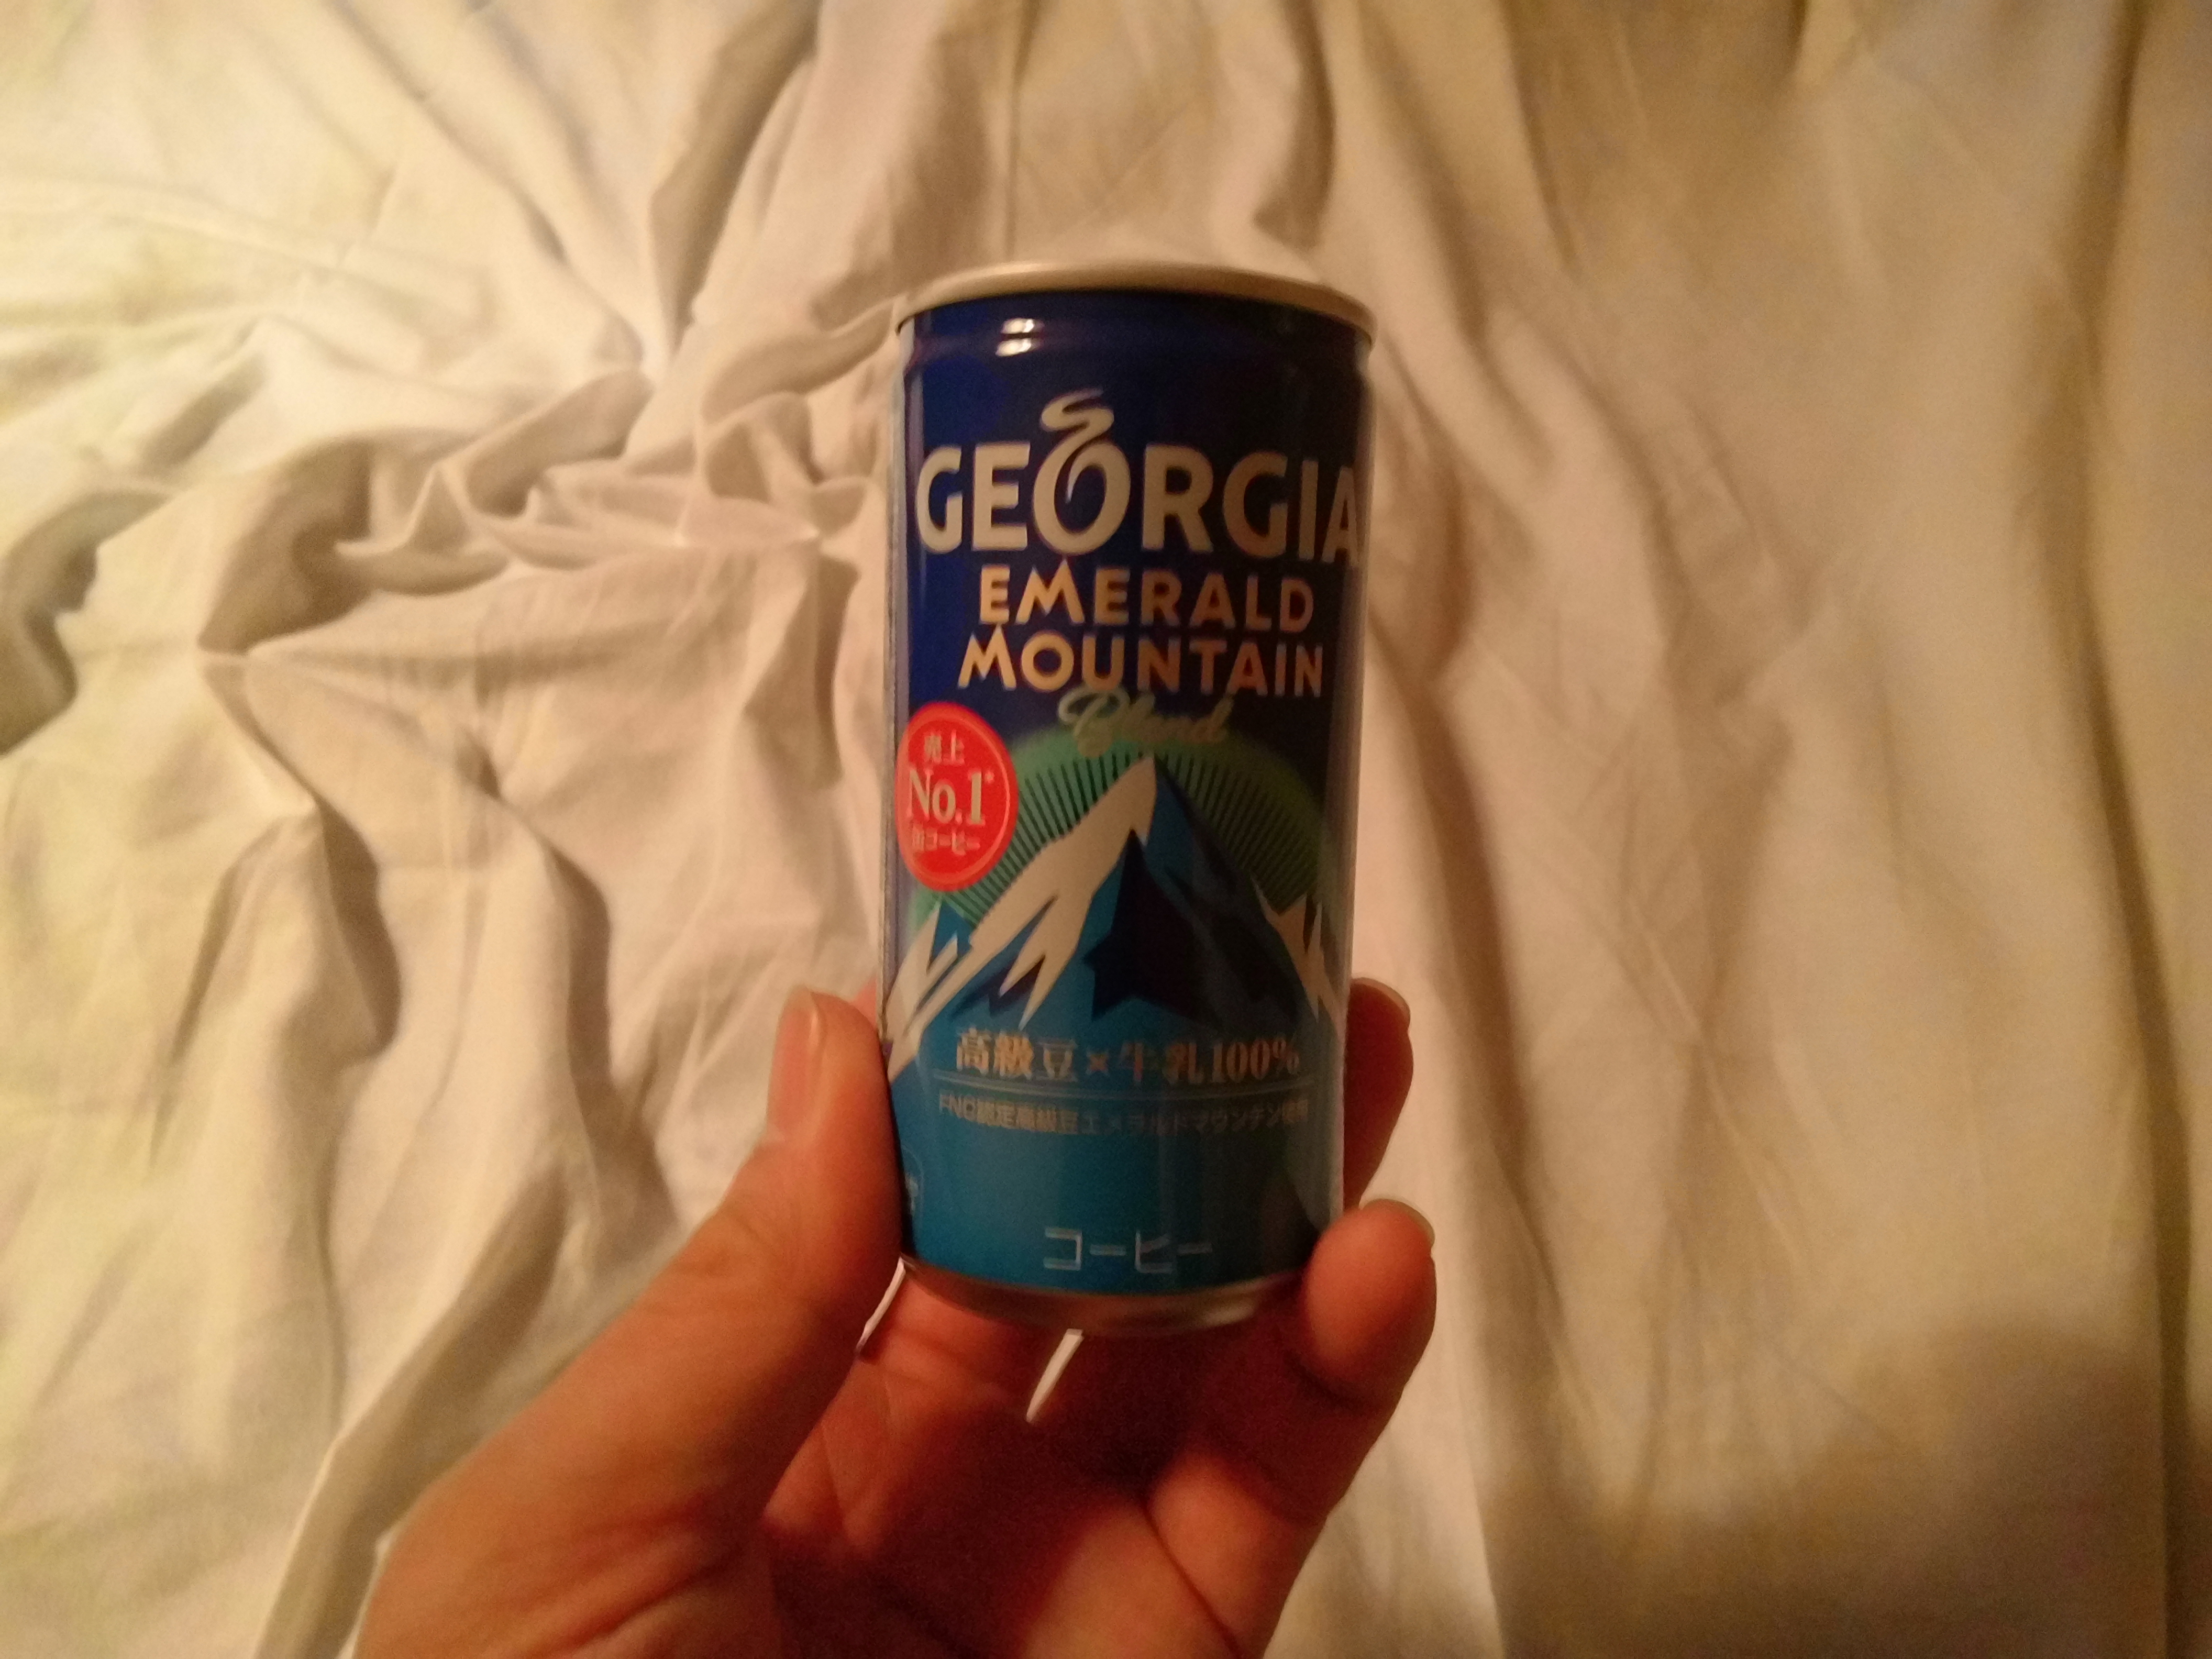 GEORGIA
EMERALD
MOUNTAIN
Blend
売上
No.1*
缶コーヒー
高級豆×牛乳100%
FNC認定高級豆エメラルドマウンテン使用
コーヒー